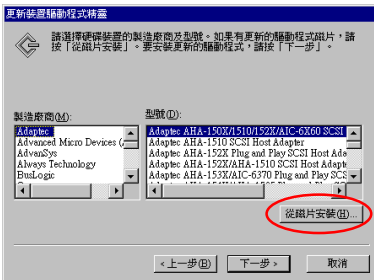 更新裝置驅動程式精靈
請選擇硬碟裝置的製造廠商及型號。如果有更新的驅動程式磁片，請
按「從磁片安裝」。要安裝更新的驅動程式，請按「下一步」。
製造廠商(M):
Adaptec
Advanced Micro Devices (
AdvanSys
Always Technology
BusLogic
型號(D):
Adaptec AHA-150X/1510/152X/AIC-6X60 SCSI
Adaptec AHA-1510 SCSI Host Adapter
Adaptec AHA-152X Plug and Play SCSI Host Ada
Adaptec AHA-152X/AHA-1510 SCSI Host Adapte
Adaptec AHA-153X/AIC-6370 Plug and Play SCS
從磁片安裝(H)...
<上一步(B)
下一步 >
取消